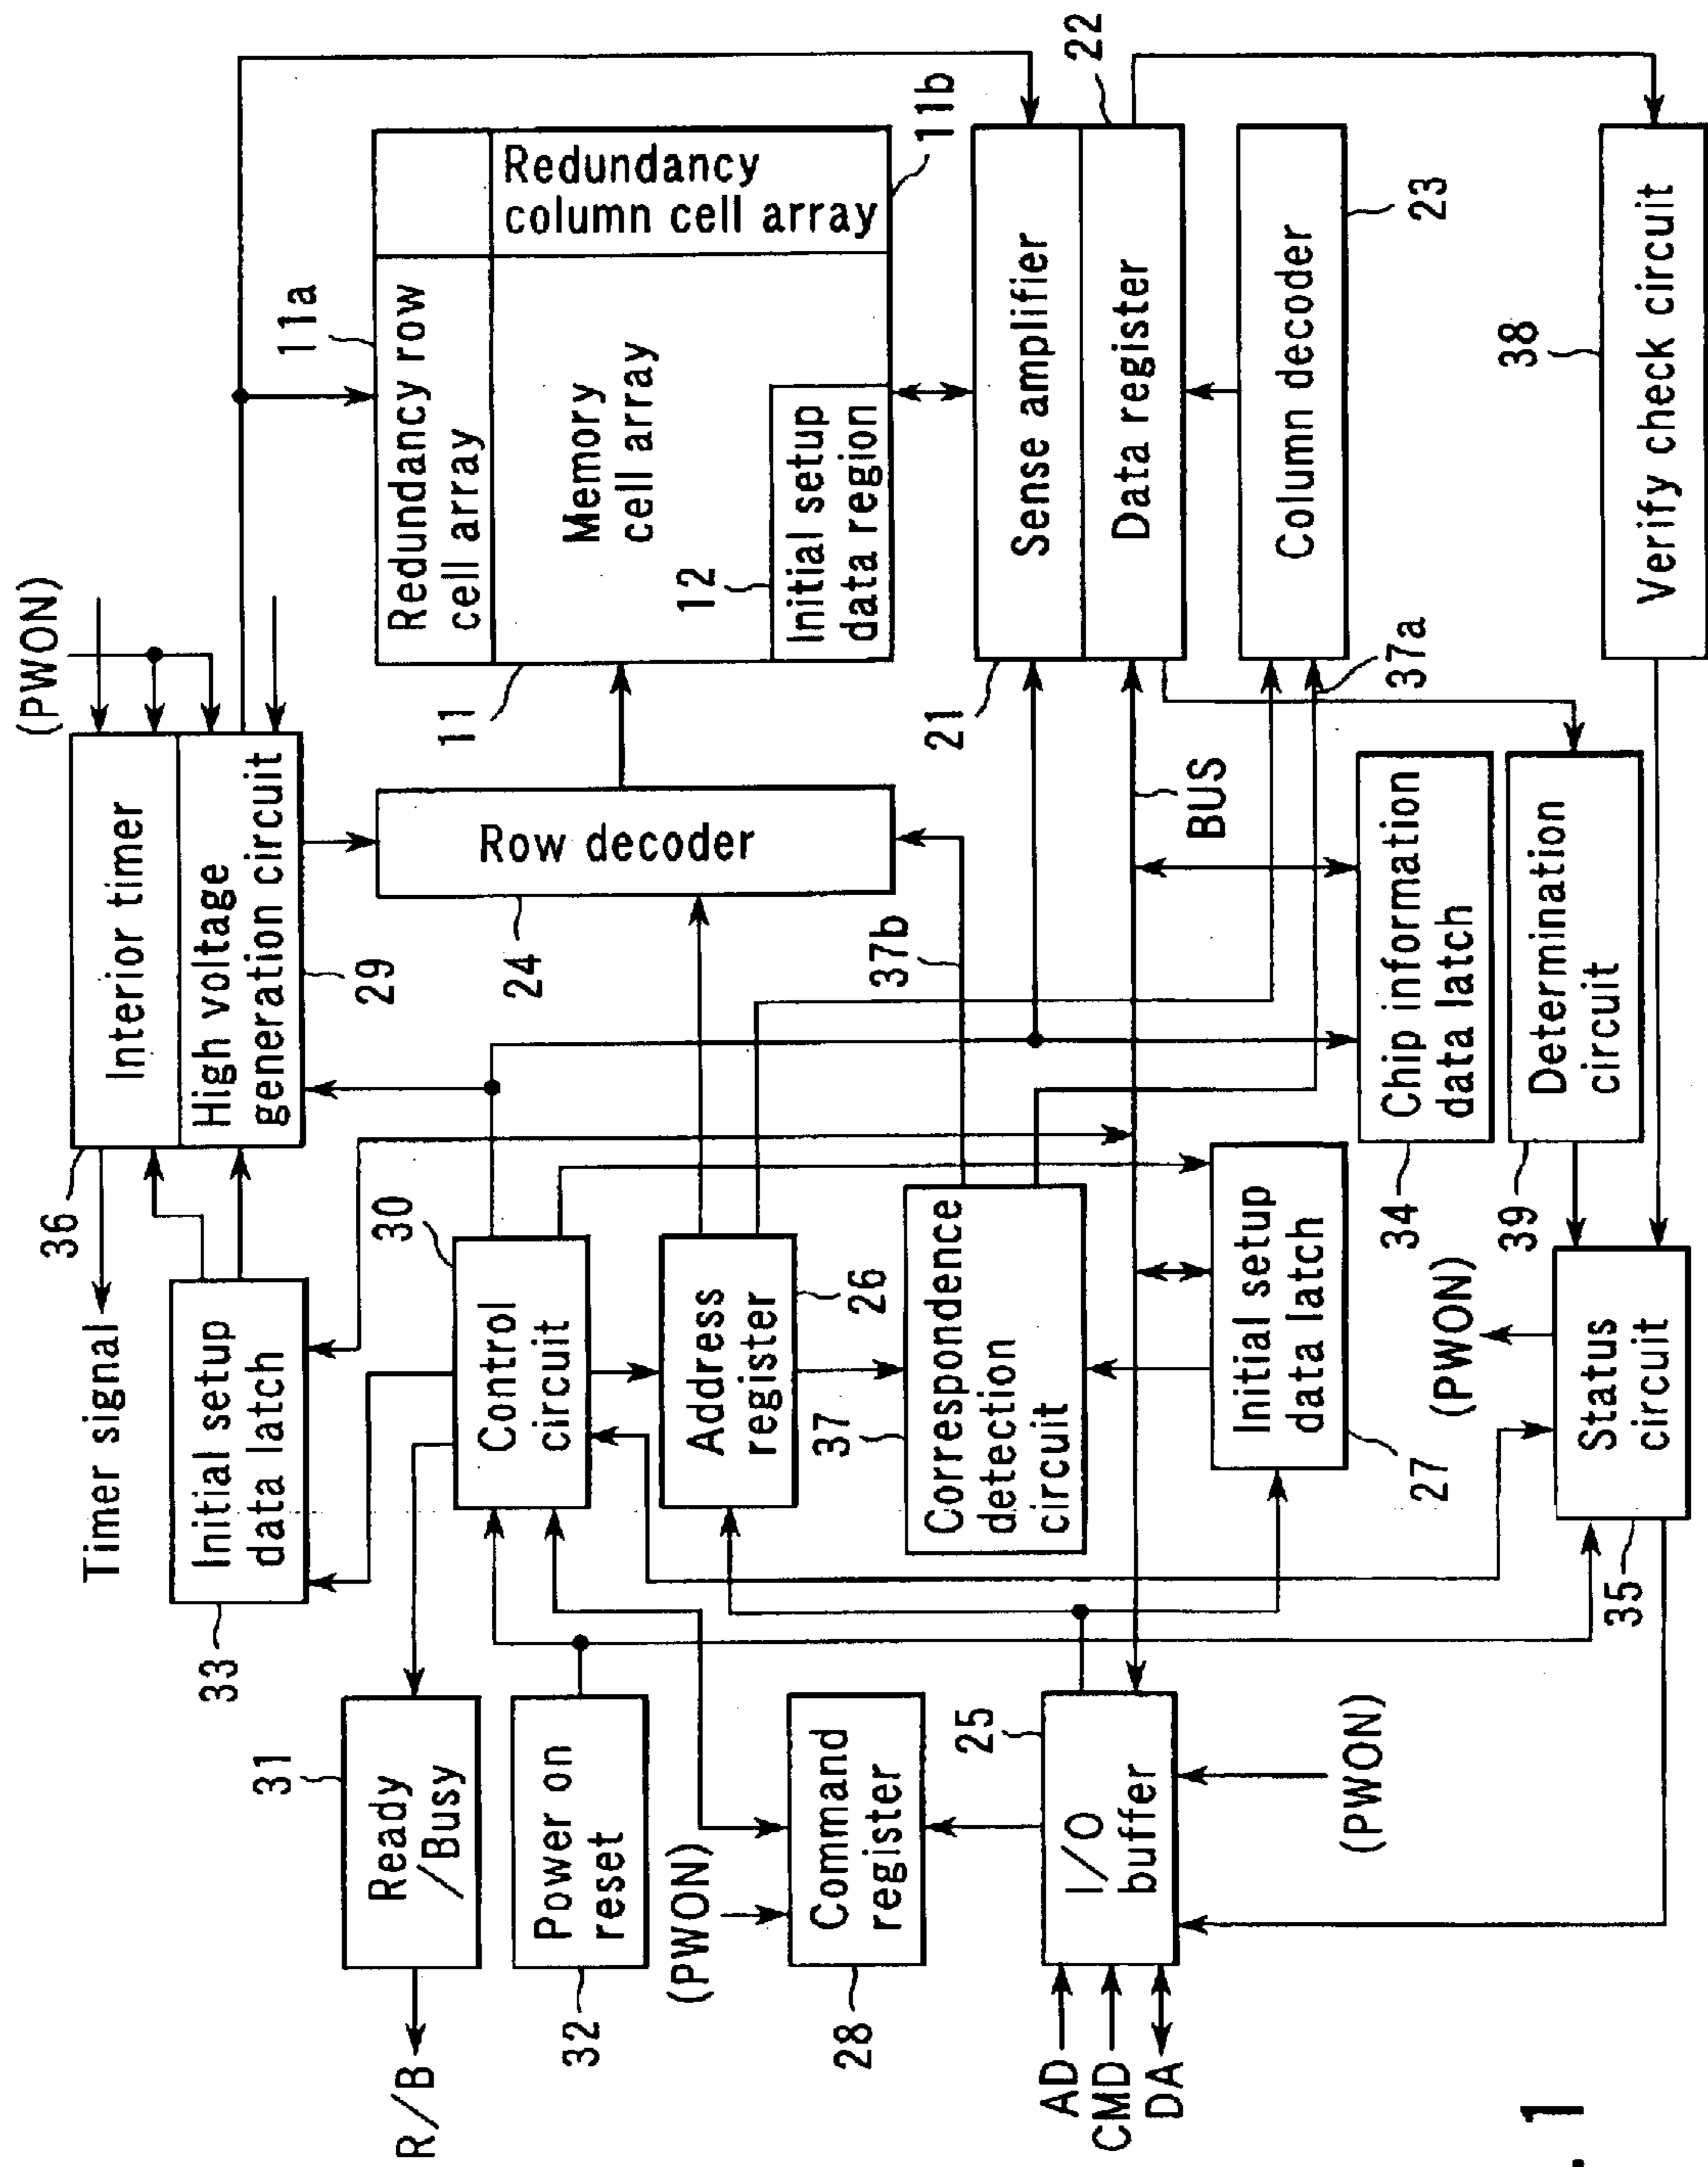 (PWON)
36
Interior timer
High voltage
generation circuit
29
Timer signal
33
Initial setup
data latch
11a
Redundancy row
cell array
Redundancy
column cell array
11b
Memory
cell array
11
12
Initial setup
data region
31
Ready
/Busy
R/B
30
Control
circuit
24
Row decoder
32
Power on
reset
Address
register
26
21
Sense amplifier
22
Data register
(PWON)
28
Command
register
37
Correspondence
detection
circuit
37b
BUS
Column decoder
23
37a
25
I/O
buffer
AD
CMD
DA
(PWON)
Initial setup
data latch
27
34
Chip information
data latch
39
Determination
circuit
38
Verify check circuit
(PWON)
35
Status
circuit
. 1